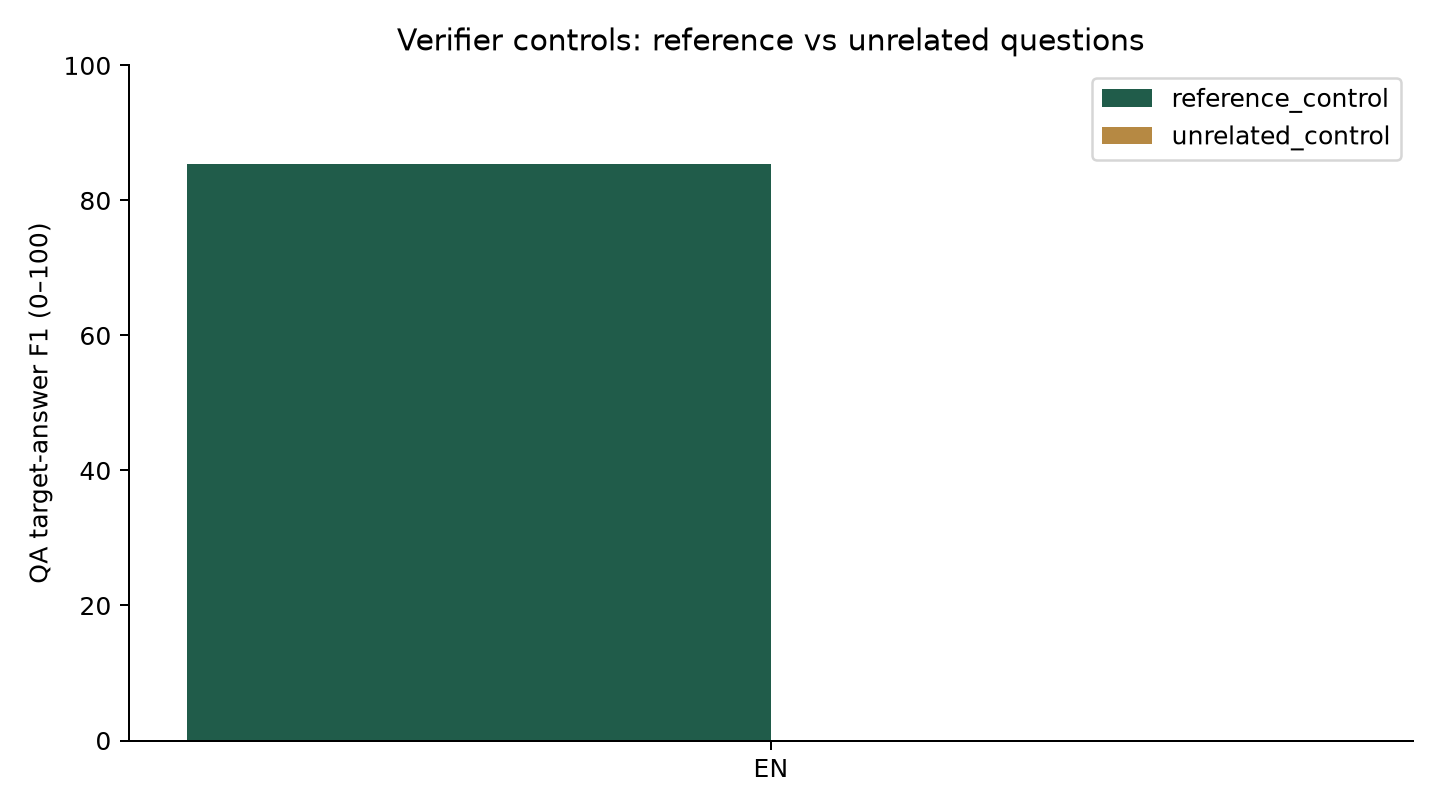 Verifier controls: reference vs unrelated questions
reference_control
unrelated_control
QA target-answer F1 (0–100)
100
80
60
40
20
0
EN